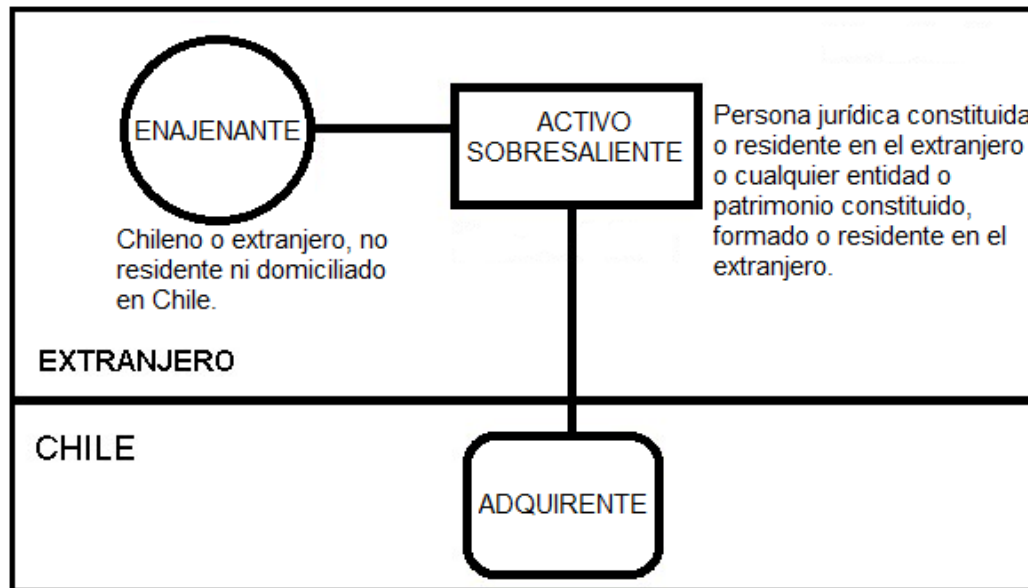 ENAJENANTE
Chileno o extranjero, no
residente ni domiciliado
en Chile.
ACTIVO
SOBRESALIENTE
Persona jurídica constituida
o residente en el extranjero
o cualquier entidad o
patrimonio constituido,
formado o residente en el
extranjero.
EXTRANJERO
CHILE
ADQUIRENTE